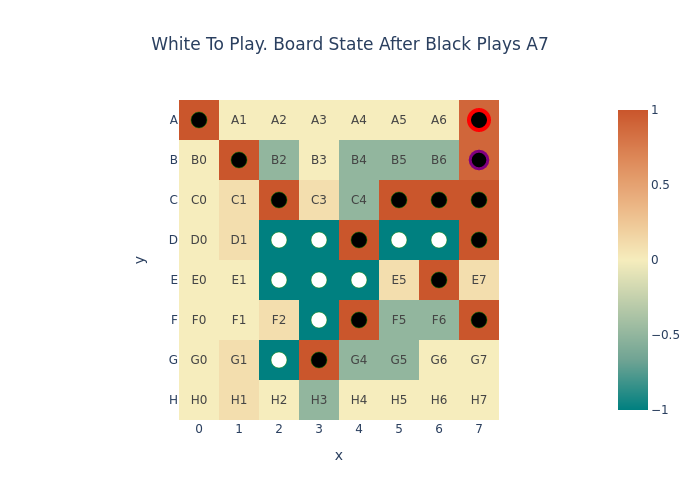 White To Play. Board State After Black Plays A7
A A1 A2 A3 A4 A5 A6
B B0 B2 B3 B4 B5 B6
C C0 C1 C3 C4
D D0 D1
E E0 E1 E5 E7
F F0 F1 F2 F5 F6
G G0 G1 G4 G5 G6 G7
H H0 H1 H2 H3 H4 H5 H6 H7
0 1 2 3 4 5 6 7
x
y
1
0.5
0
−0.5
−1